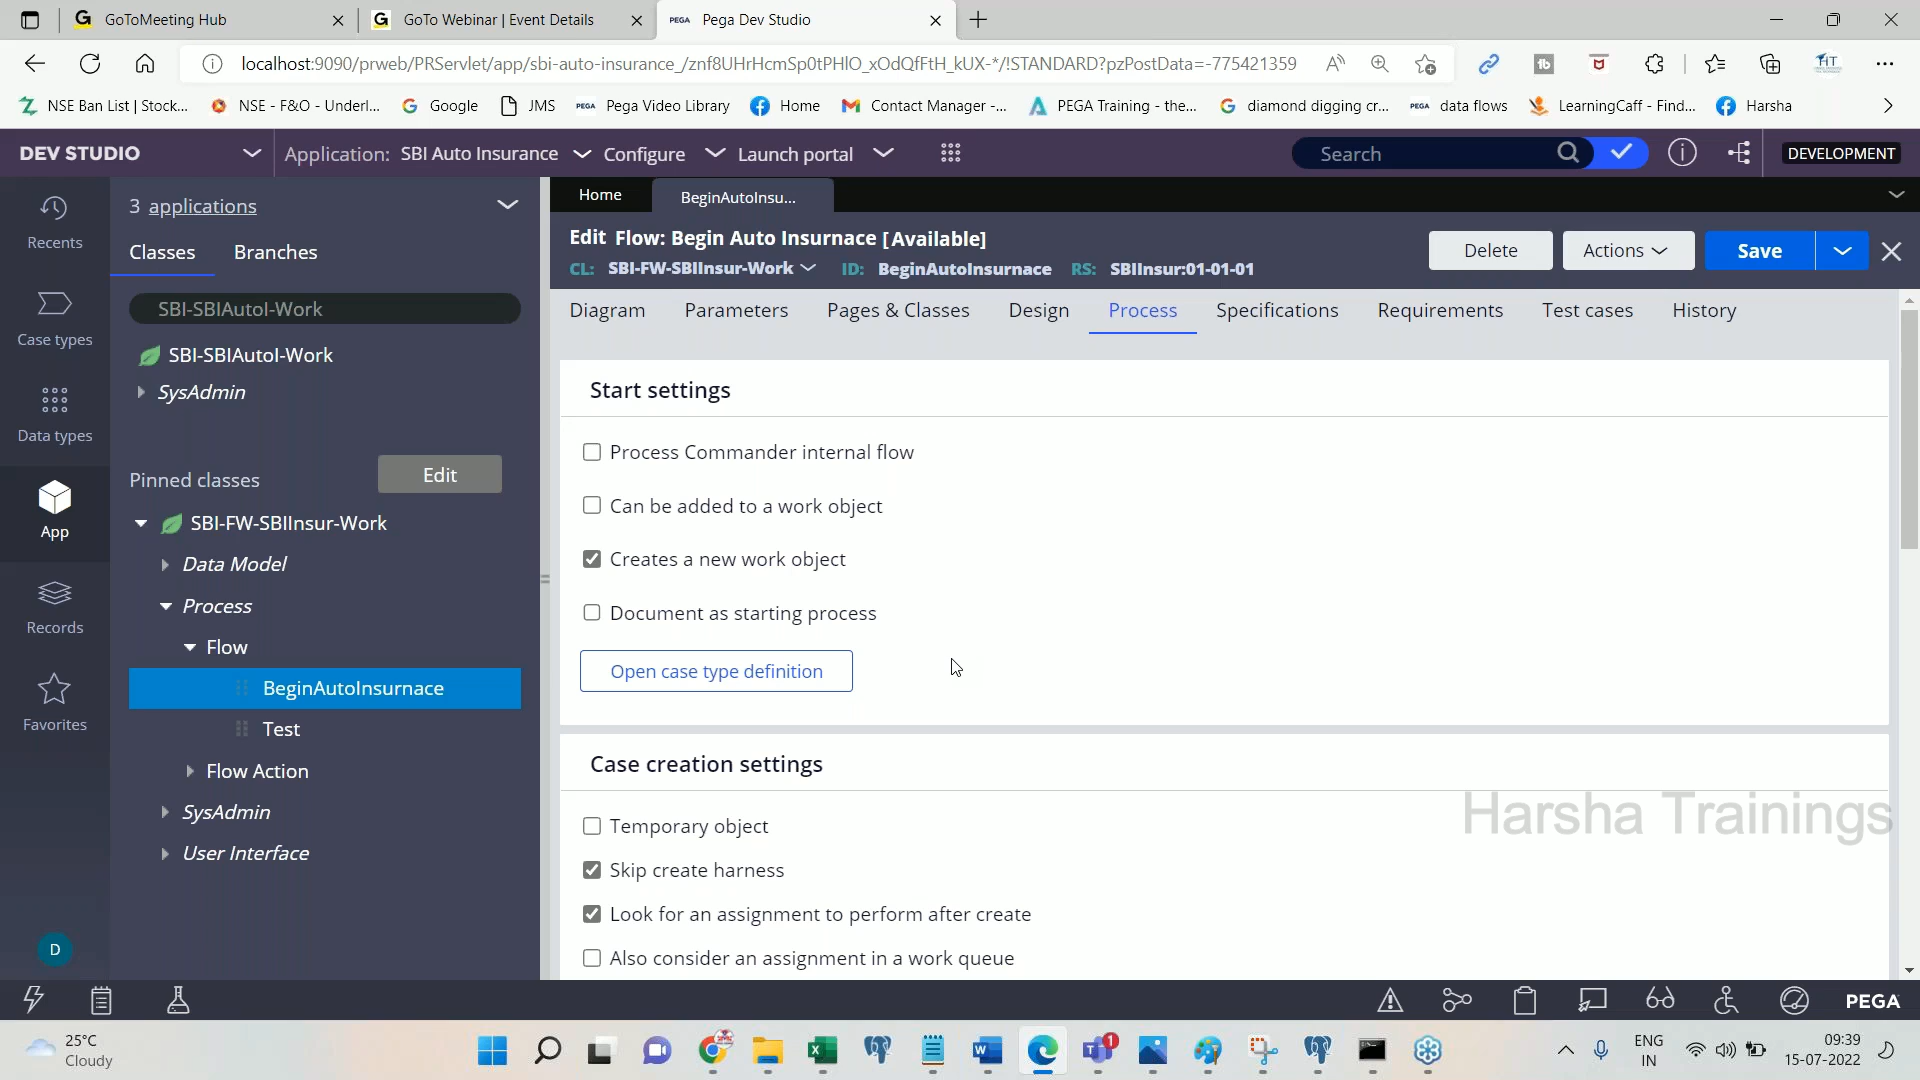 GoToMeeting Hub
GoTo Webinar | Event Details
PEGA Pega Dev Studio
localhost:9090/prweb/PRServlet/app/sbi-auto-insurance_/znf8UHrHcmSp0tPHlO_xOdQfFtH_kUX-*/!STANDARD?pzPostData=-775421359
NSE Ban List | Stock...
NSE - F&O - Underl...
Google
JMS
PEGA Pega Video Library
Home
Contact Manager -...
PEGA Training - the...
diamond digging cr...
PEGA data flows
LearningCaff - Find...
Harsha
DEV STUDIO
Application: SBI Auto Insurance
Configure
Launch portal
Search
DEVELOPMENT
Recents
Case types
Data types
App
Records
Favorites
D
3 applications
Classes
Branches
SBI-SBIAutoI-Work
SBI-SBIAutoI-Work
SysAdmin
Pinned classes
Edit
SBI-FW-SBIInsur-Work
Data Model
Process
Flow
BeginAutoInsurnace
Test
Flow Action
SysAdmin
User Interface
Home
BeginAutoInsu...
Edit Flow: Begin Auto Insurnace [Available]
CL: SBI-FW-SBIInsur-Work ID: BeginAutoInsurnace RS: SBIInsur:01-01-01
Delete
Actions
Save
Diagram
Parameters
Pages & Classes
Design
Process
Specifications
Requirements
Test cases
History
Start settings
Process Commander internal flow
Can be added to a work object
Creates a new work object
Document as starting process
Open case type definition
Case creation settings
Temporary object
Skip create harness
Look for an assignment to perform after create
Also consider an assignment in a work queue
Harsha Trainings
PEGA
25°C
Cloudy
1
ENG
IN
09:39
15-07-2022